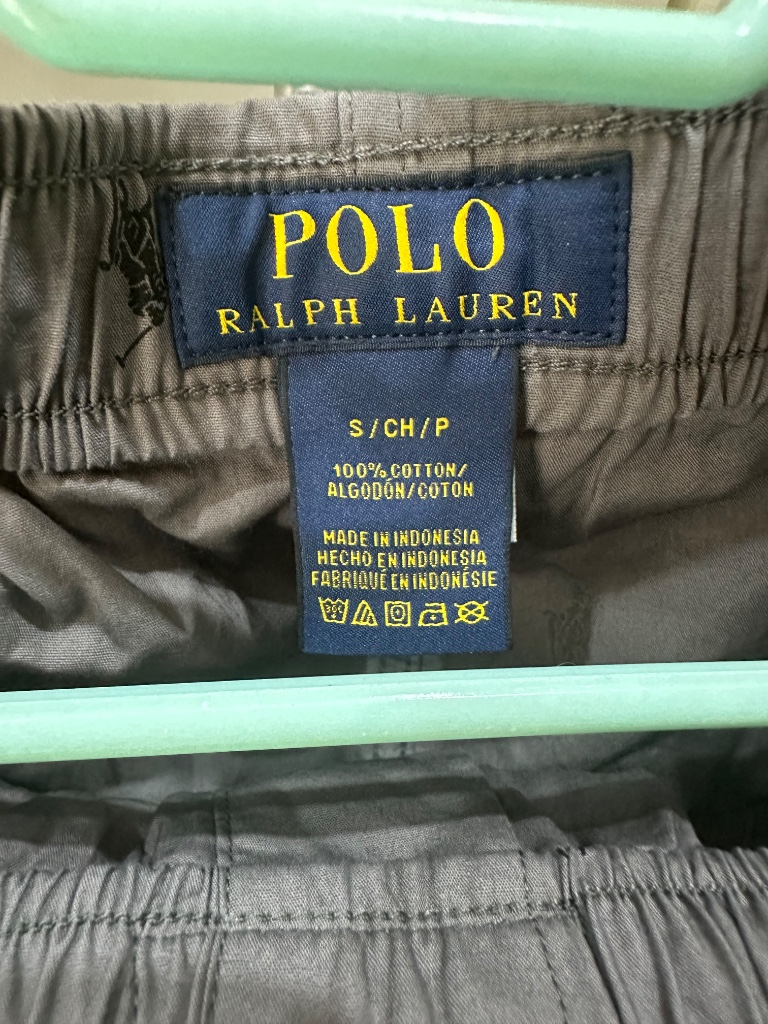 POLO
RALPH LAUREN
S/CH/P
100% COTTON/
ALGODÓN/COTON
MADE IN INDONESIA
HECHO EN INDONESIA
FABRIQUÉ EN INDONÉSIE